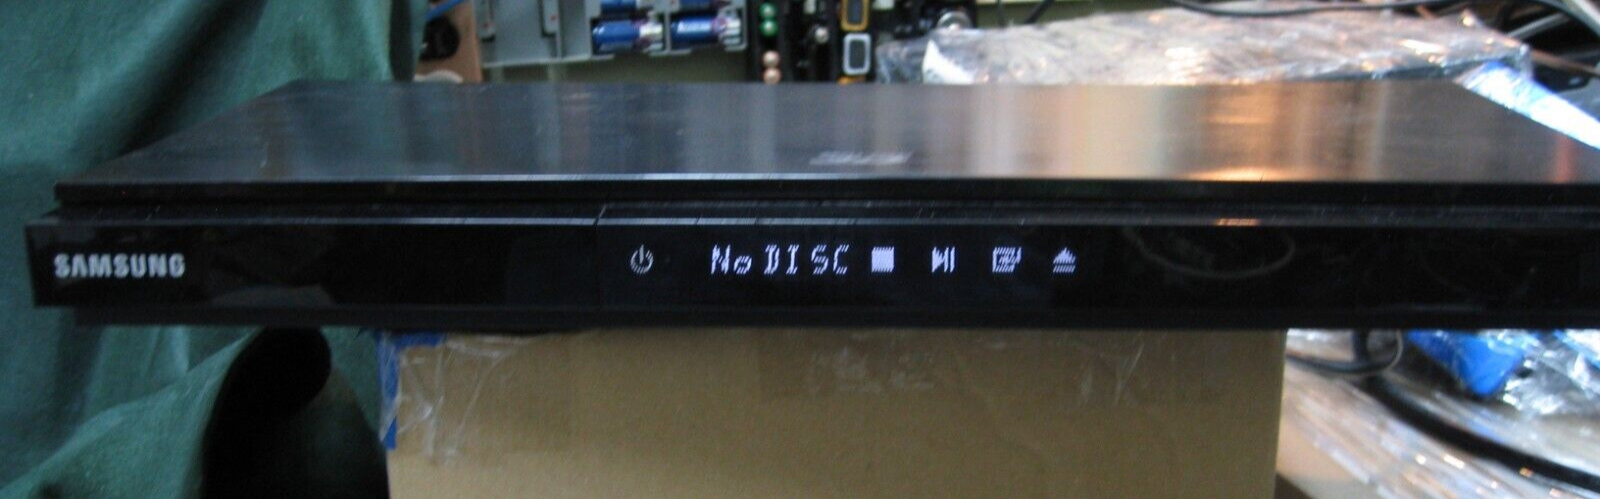 SAMSUNG
No DISC